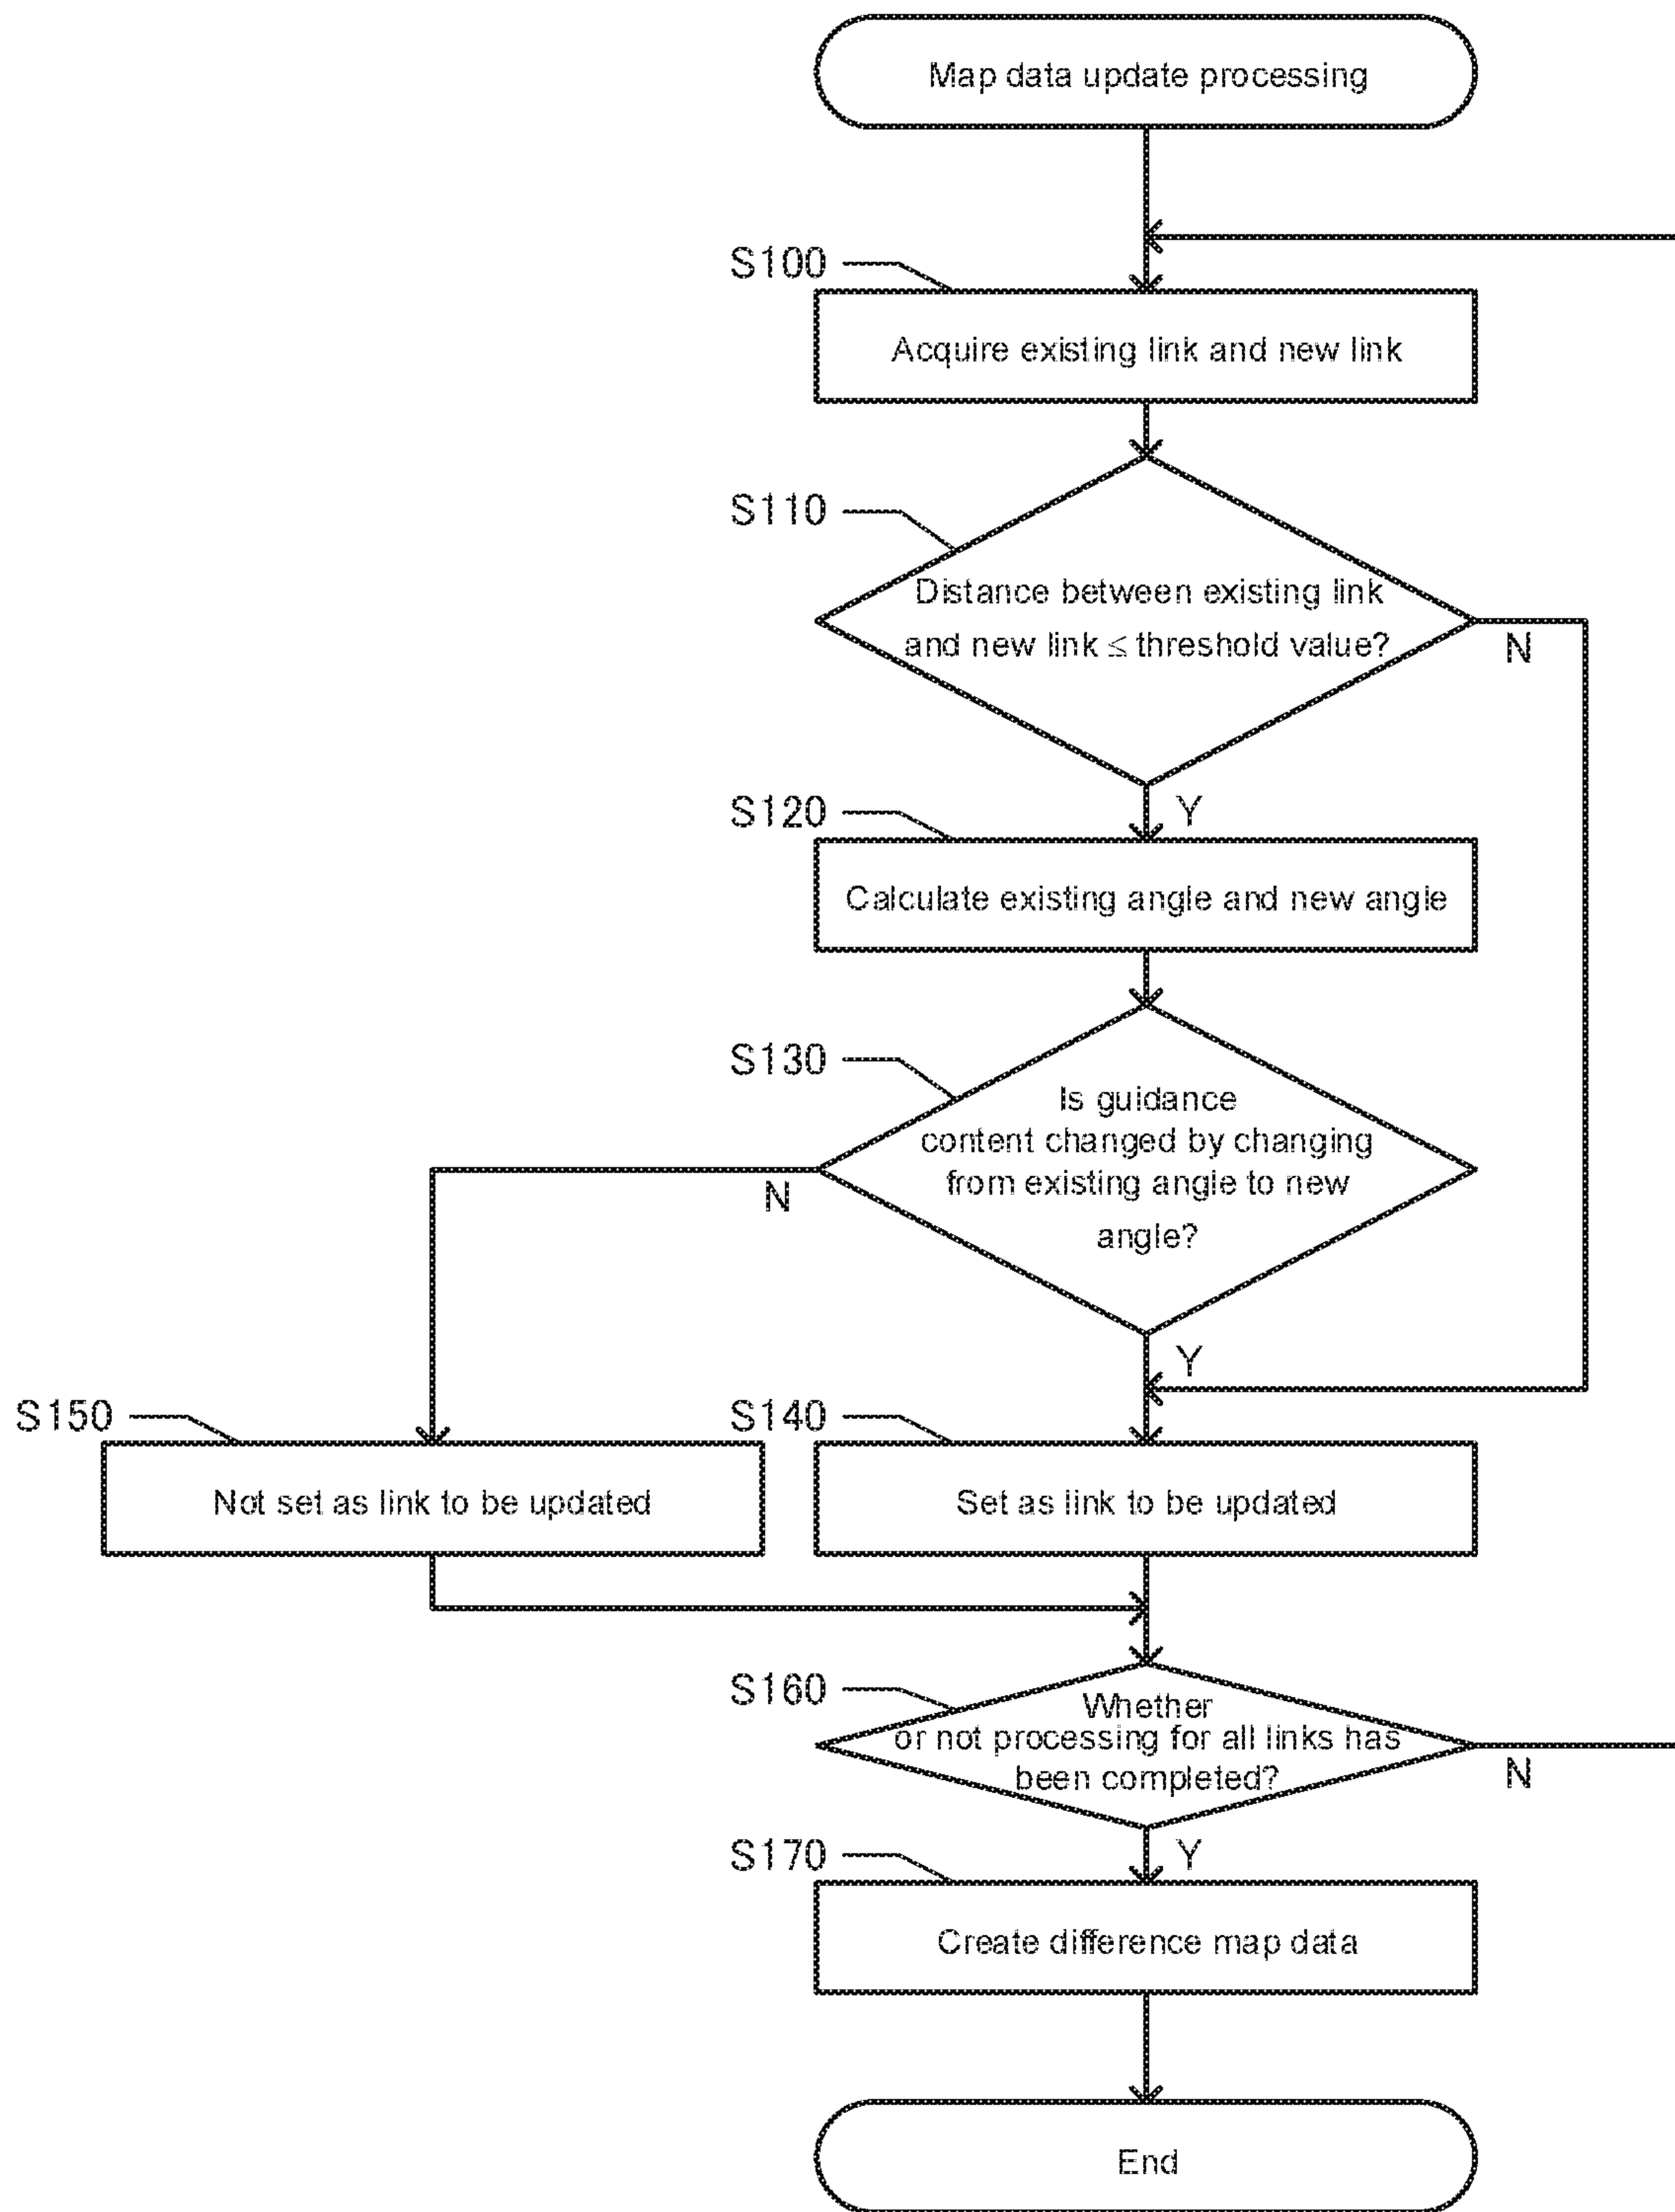 Map data update processing
S100
Acquire existing link and new link
S110
Distance between existing link
and new link ≤ threshold value?
N
Y
S120
Calculate existing angle and new angle
S130
Is guidance
content changed by changing
from existing angle to new
angle?
N
Y
S150
Not set as link to be updated
S140
Set as link to be updated
S160
Whether
or not processing for all links has
been completed?
N
Y
S170
Create difference map data
End